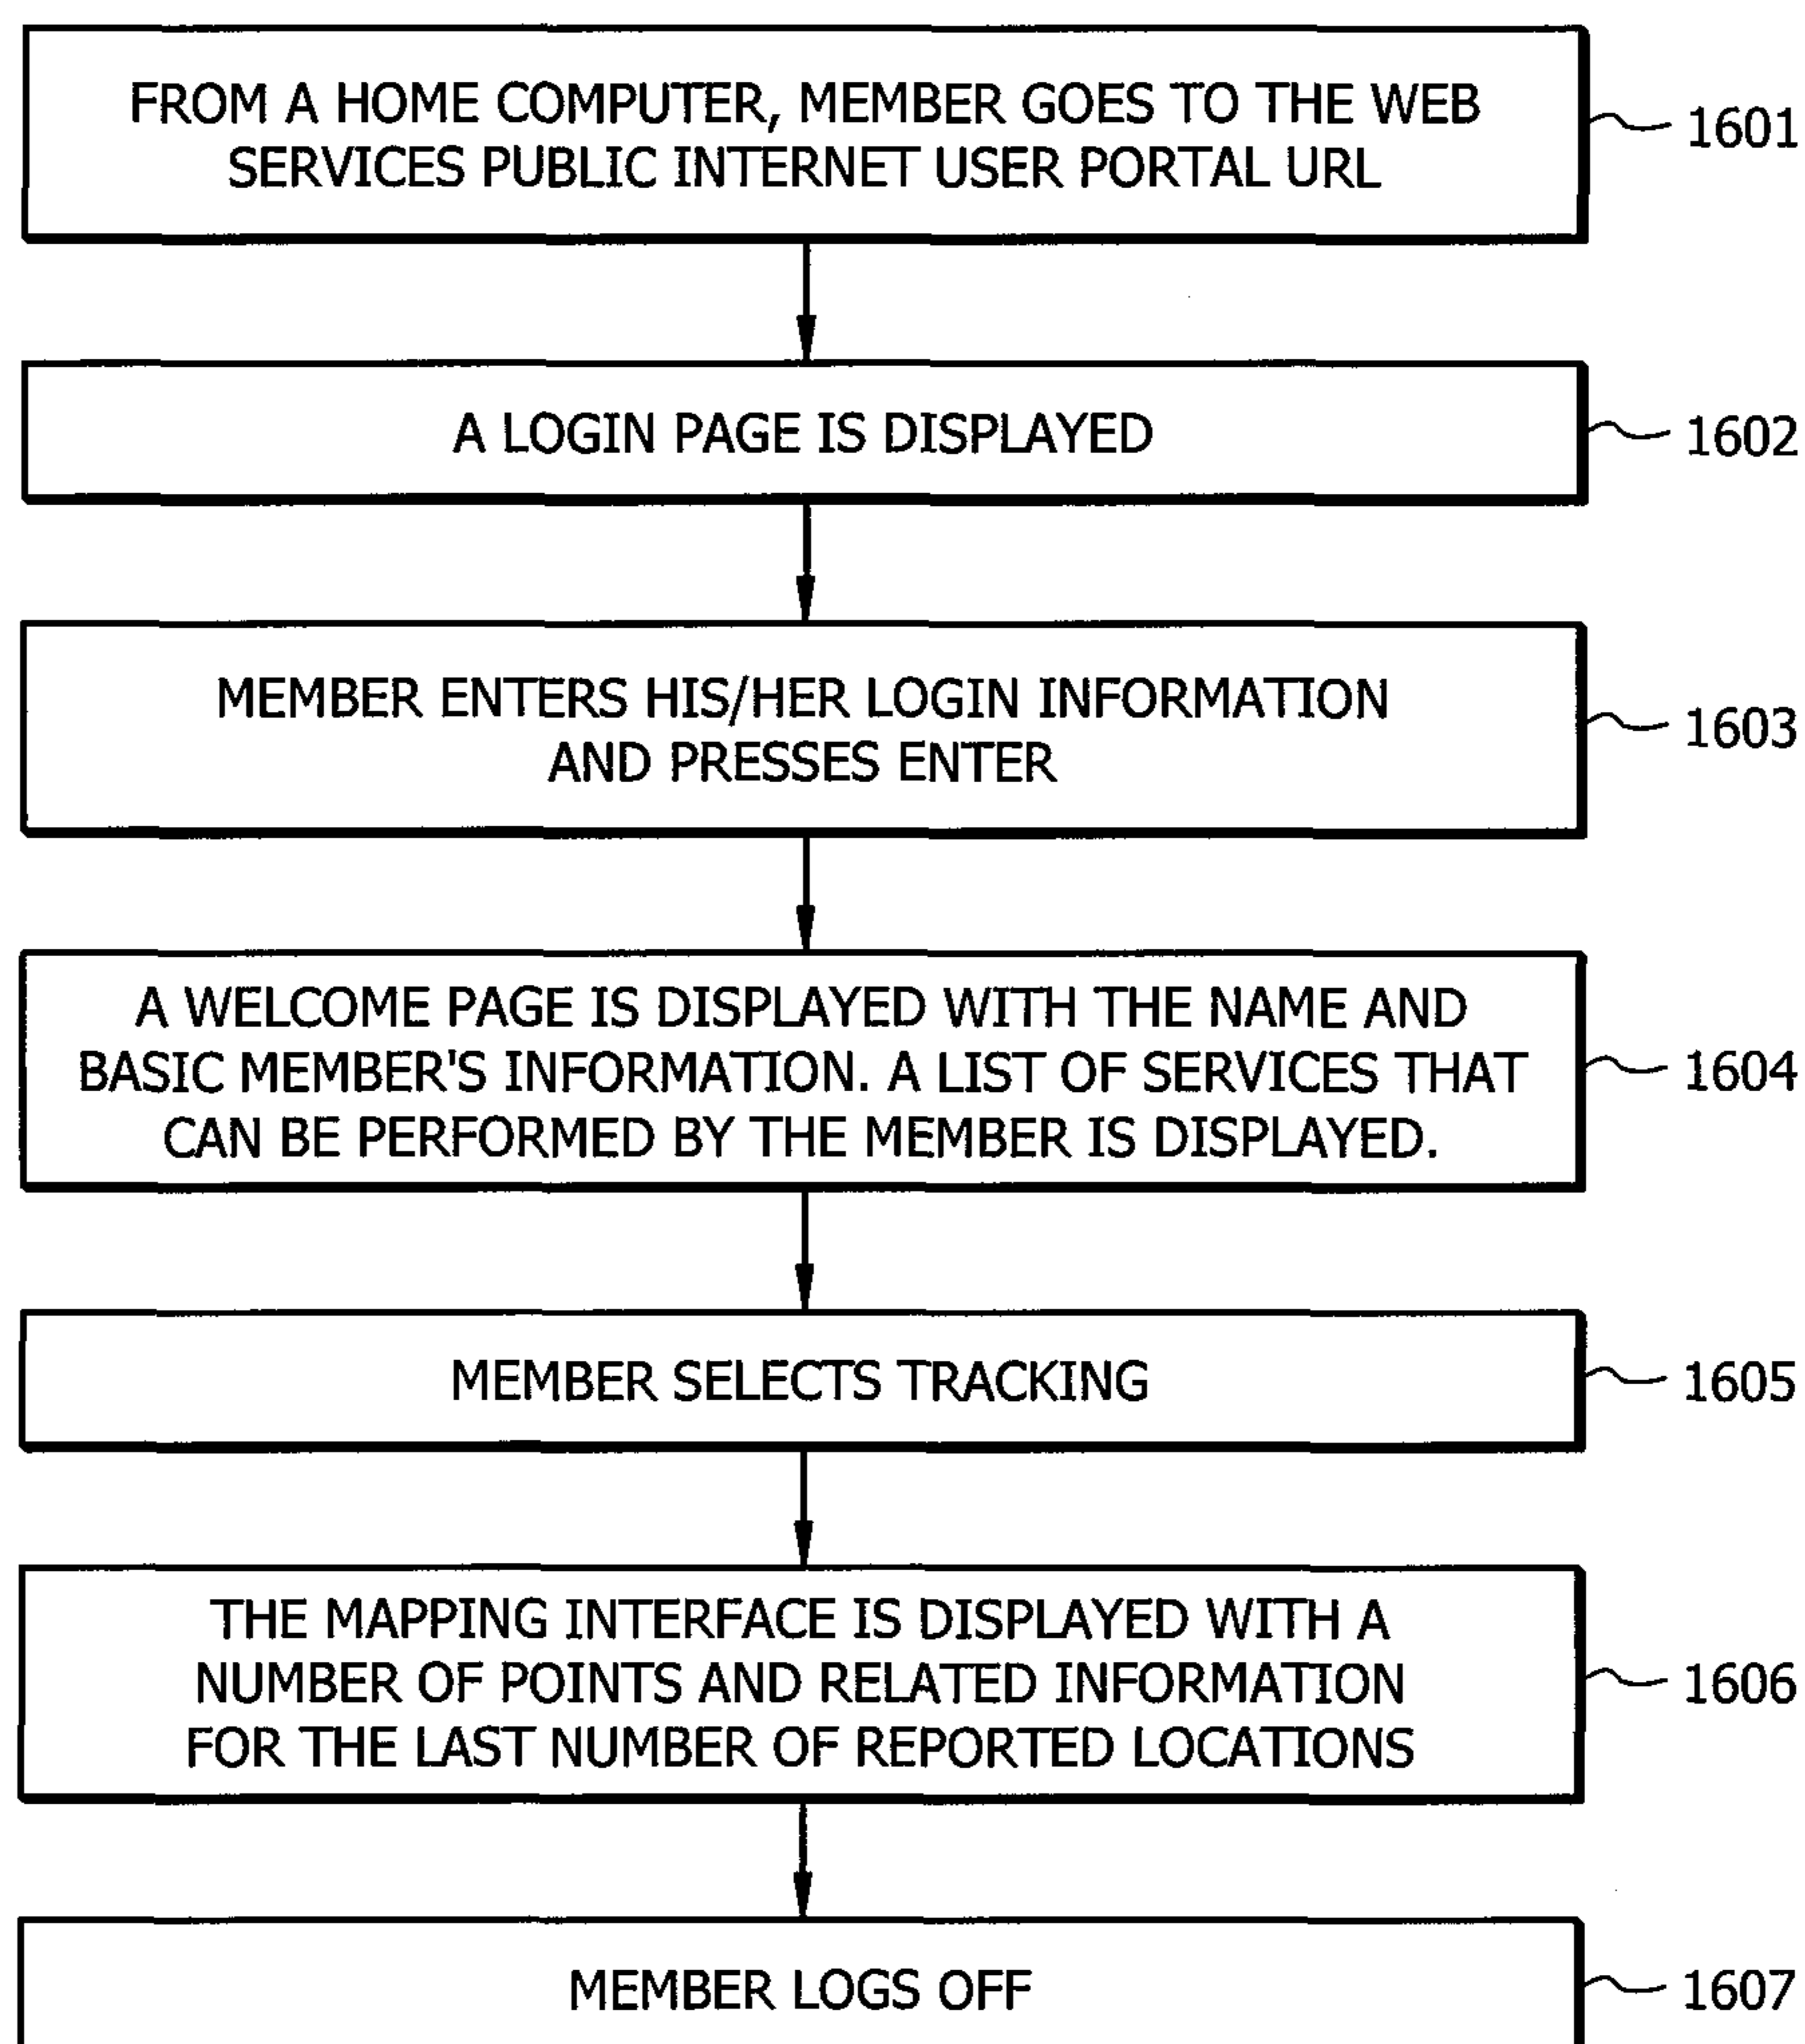 FROM A HOME COMPUTER, MEMBER GOES TO THE WEB
SERVICES PUBLIC INTERNET USER PORTAL URL
1601
A LOGIN PAGE IS DISPLAYED
1602
MEMBER ENTERS HIS/HER LOGIN INFORMATION
AND PRESSES ENTER
1603
A WELCOME PAGE IS DISPLAYED WITH THE NAME AND
BASIC MEMBER'S INFORMATION. A LIST OF SERVICES THAT
CAN BE PERFORMED BY THE MEMBER IS DISPLAYED.
1604
MEMBER SELECTS TRACKING
1605
THE MAPPING INTERFACE IS DISPLAYED WITH A
NUMBER OF POINTS AND RELATED INFORMATION
FOR THE LAST NUMBER OF REPORTED LOCATIONS
1606
MEMBER LOGS OFF
1607